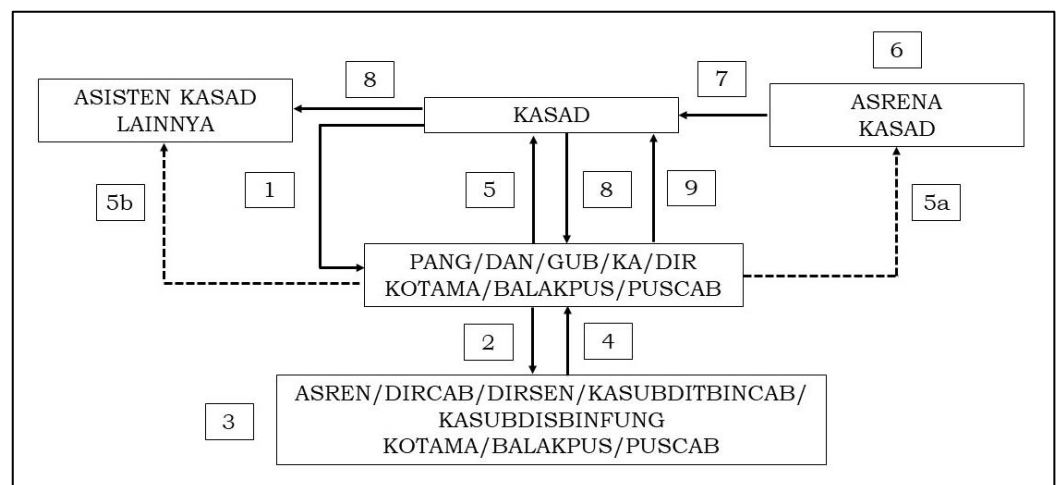 6
8
7
ASISTEN KASAD
LAINNYA
KASAD
ASRENA
KASAD
5b
1
5
8
9
5a
PANG/DAN/GUB/KA/DIR
KOTAMA/BALAKPUS/PUSCAB
2
4
3
ASREN/DIRCAB/DIRSEN/KASUBDITBINCAB/
KASUBDISBINFUNG
KOTAMA/BALAKPUS/PUSCAB